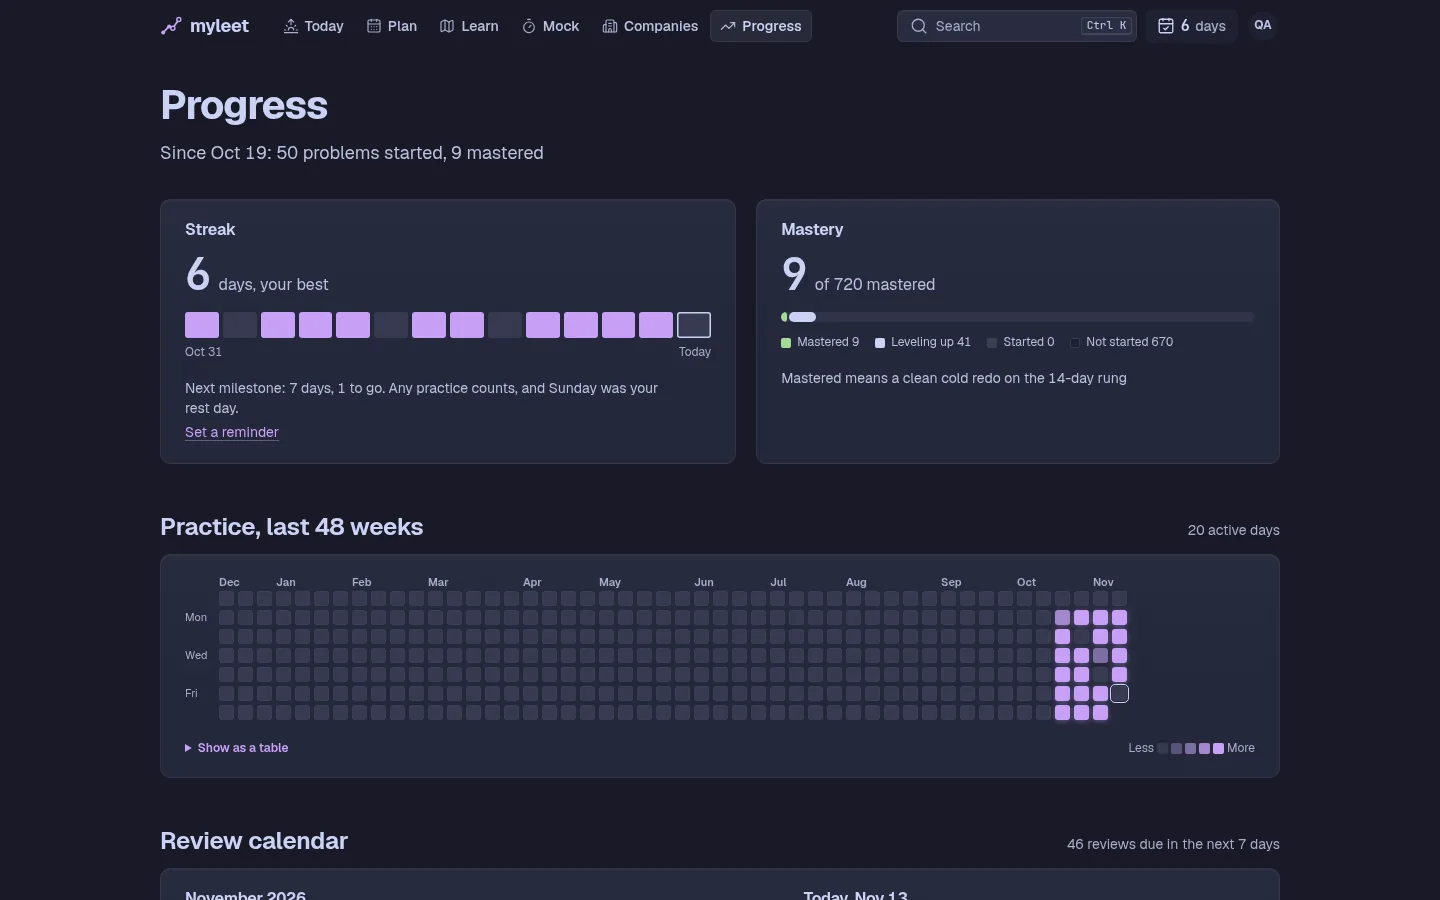 myleet
Today
Plan
Learn
Mock
Companies
Progress
Search
Ctrl K
6 days
QA
Progress
Since Oct 19: 50 problems started, 9 mastered
Streak
6 days, your best
Oct 31
Today
Next milestone: 7 days, 1 to go. Any practice counts, and Sunday was your
rest day.
Set a reminder
Mastery
9 of 720 mastered
Mastered 9
Leveling up 41
Started 0
Not started 670
Mastered means a clean cold redo on the 14-day rung
Practice, last 48 weeks
20 active days
Dec Jan Feb Mar Apr May Jun Jul Aug Sep Oct Nov
Mon
Wed
Fri
Show as a table
Less
More
Review calendar
46 reviews due in the next 7 days
November 2026
Today, Nov 13